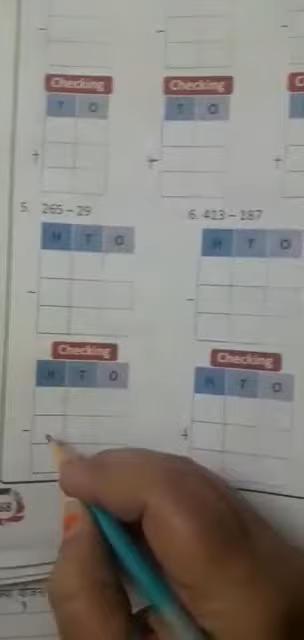 -
-
-
Checking
Checking
T O
T O
+
+
+
5. 265 – 29
6. 423 – 187
H T O
H T O
-
-
Checking
Checking
H T O
H T O
-
+